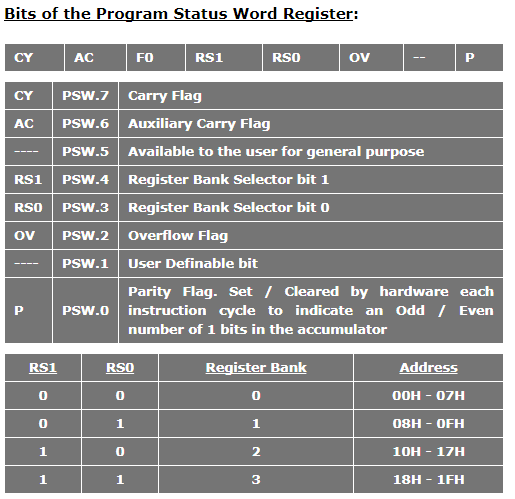 Bits of the Program Status Word Register:
CY AC F0 RS1 RS0 OV -- P
CY PSW.7 Carry Flag
AC PSW.6 Auxiliary Carry Flag
---- PSW.5 Available to the user for general purpose
RS1 PSW.4 Register Bank Selector bit 1
RS0 PSW.3 Register Bank Selector bit 0
OV PSW.2 Overflow Flag
---- PSW.1 User Definable bit
P PSW.0 Parity Flag. Set / Cleared by hardware each
instruction cycle to indicate an Odd / Even
number of 1 bits in the accumulator
RS1 RS0 Register Bank Address
0 0 0 00H - 07H
0 1 1 08H - 0FH
1 0 2 10H - 17H
1 1 3 18H - 1FH